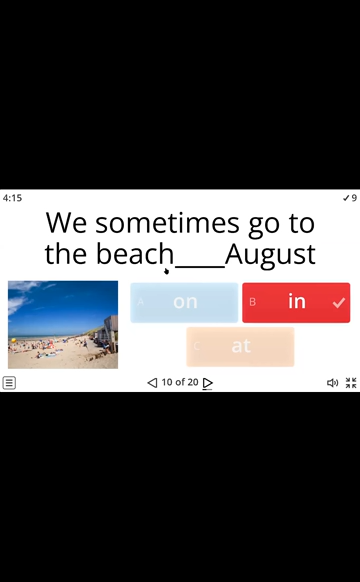 4:15
✓ 9
We sometimes go to
the beach____August
A on
B in ✓
C at
10 of 20